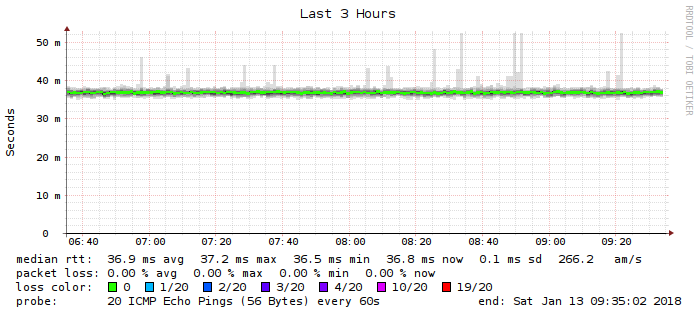 Last 3 Hours
RRDTOOL / TOBI OETIKER
Seconds
50 m
40 m
30 m
20 m
10 m
0
06:40 07:00 07:20 07:40 08:00 08:20 08:40 09:00 09:20
median rtt: 36.9 ms avg 37.2 ms max 36.5 ms min 36.8 ms now 0.1 ms sd 266.2 am/s
packet loss: 0.00 % avg 0.00 % max 0.00 % min 0.00 % now
loss color: 0 1/20 2/20 3/20 4/20 10/20 19/20
probe: 20 ICMP Echo Pings (56 Bytes) every 60s end: Sat Jan 13 09:35:02 2018